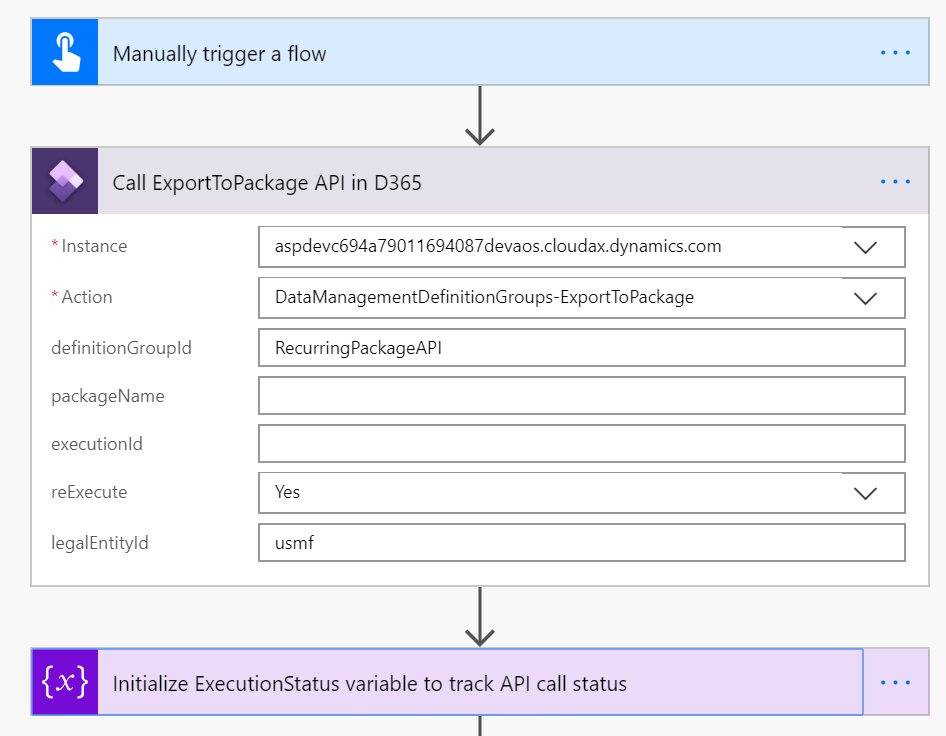 Manually trigger a flow
Call ExportToPackage API in D365
* Instance
aspdevc694a79011694087devaos.cloudax.dynamics.com
* Action
DataManagementDefinitionGroups-ExportToPackage
definitionGroupId
RecurringPackageAPI
packageName
executionId
reExecute
Yes
legalEntityId
usmf
{x}
Initialize ExecutionStatus variable to track API call status